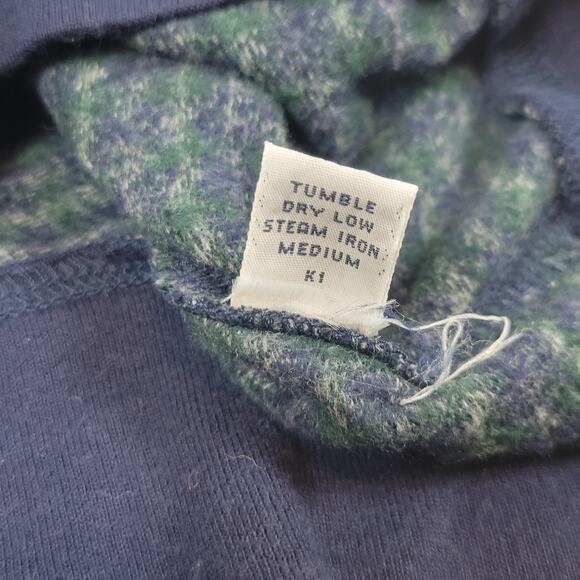 TUMBLE
DRY LOW
STEAM IRON
MEDIUM
K1